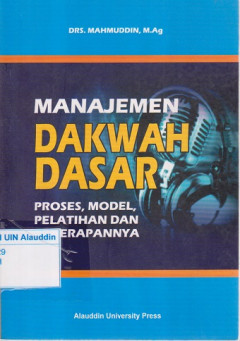 DRS. MAHMUDDIN, M.Ag
MANAJEMEN
DAKWAH
DASAR
PROSES, MODEL,
PELATIHAN DAN
ERAPANNYA
UIN Alauddin
Alauddin University Press